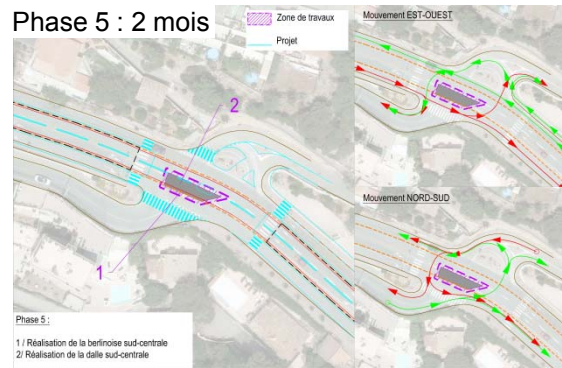 Phase 5 : 2 mois
Zone de travaux
Projet
Mouvement EST-OUEST
2
Mouvement NORD-SUD
1
Phase 5 :
1 / Réalisation de la berlinoise sud-centrale
2/ Réalisation de la dalle sud-centrale